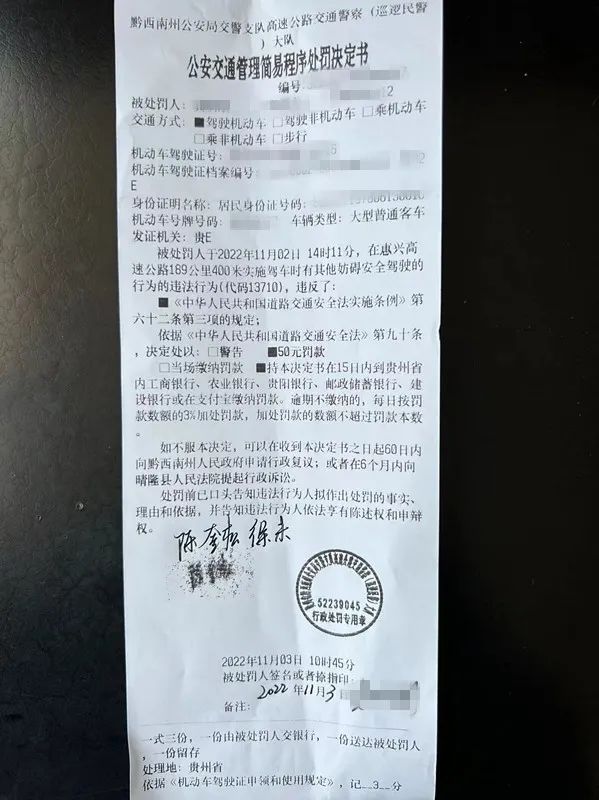 黔西南州公安局交警支队高速公路交通警察（巡逻民警
）大队
公安交通管理简易程序处罚决定书
编号:
12
被处罚人:
交通方式: ■驾驶机动车 □驾驶非机动车 □乘机动车
□乘非机动车 □步行
机动车驾驶证号:
机动车驾驶证档案编号:
E
身份证明名称: 居民身份证号码:
机动车号牌号码: 车辆类型: 大型普通客车
发证机关: 贵E
被处罚人于2022年11月02日 14时11分，在惠兴高
速公路189公里400米实施驾车时有其他妨碍安全驾驶的
行为的违法行为(代码13710)，违反了:
■《中华人民共和国道路交通安全法实施条例》第
六十二条第三项的规定;
依据《中华人民共和国道路交通安全法》第九十条
，决定处以: □警告 ■50元罚款
□当场缴纳罚款 ■持本决定书在15日内到贵州省
内工商银行、农业银行、贵阳银行、邮政储蓄银行、建
设银行或在支付宝缴纳罚款。逾期不缴纳的，每日按罚
款数额的3%加处罚款，加处罚款的数额不超过罚款本数
。
如不服本决定，可以在收到本决定书之日起60日内
向黔西南州人民政府申请行政复议; 或者在6个月内向
晴隆县人民法院提起行政诉讼。
处罚前已口头告知违法行为人拟作出处罚的事实、
理由和依据，并告知违法行为人依法享有陈述权和申辩
权。
52239045
行政处罚专用章
2022年11月03日 10时45分
被处罚人签名或者捺指印:
2022年11月3日
备注:
一式三份，一份由被处罚人交银行，一份送达被处罚人
，一份留存
处理地: 贵州省
依据《机动车驾驶证申领和使用规定》，记__3__分